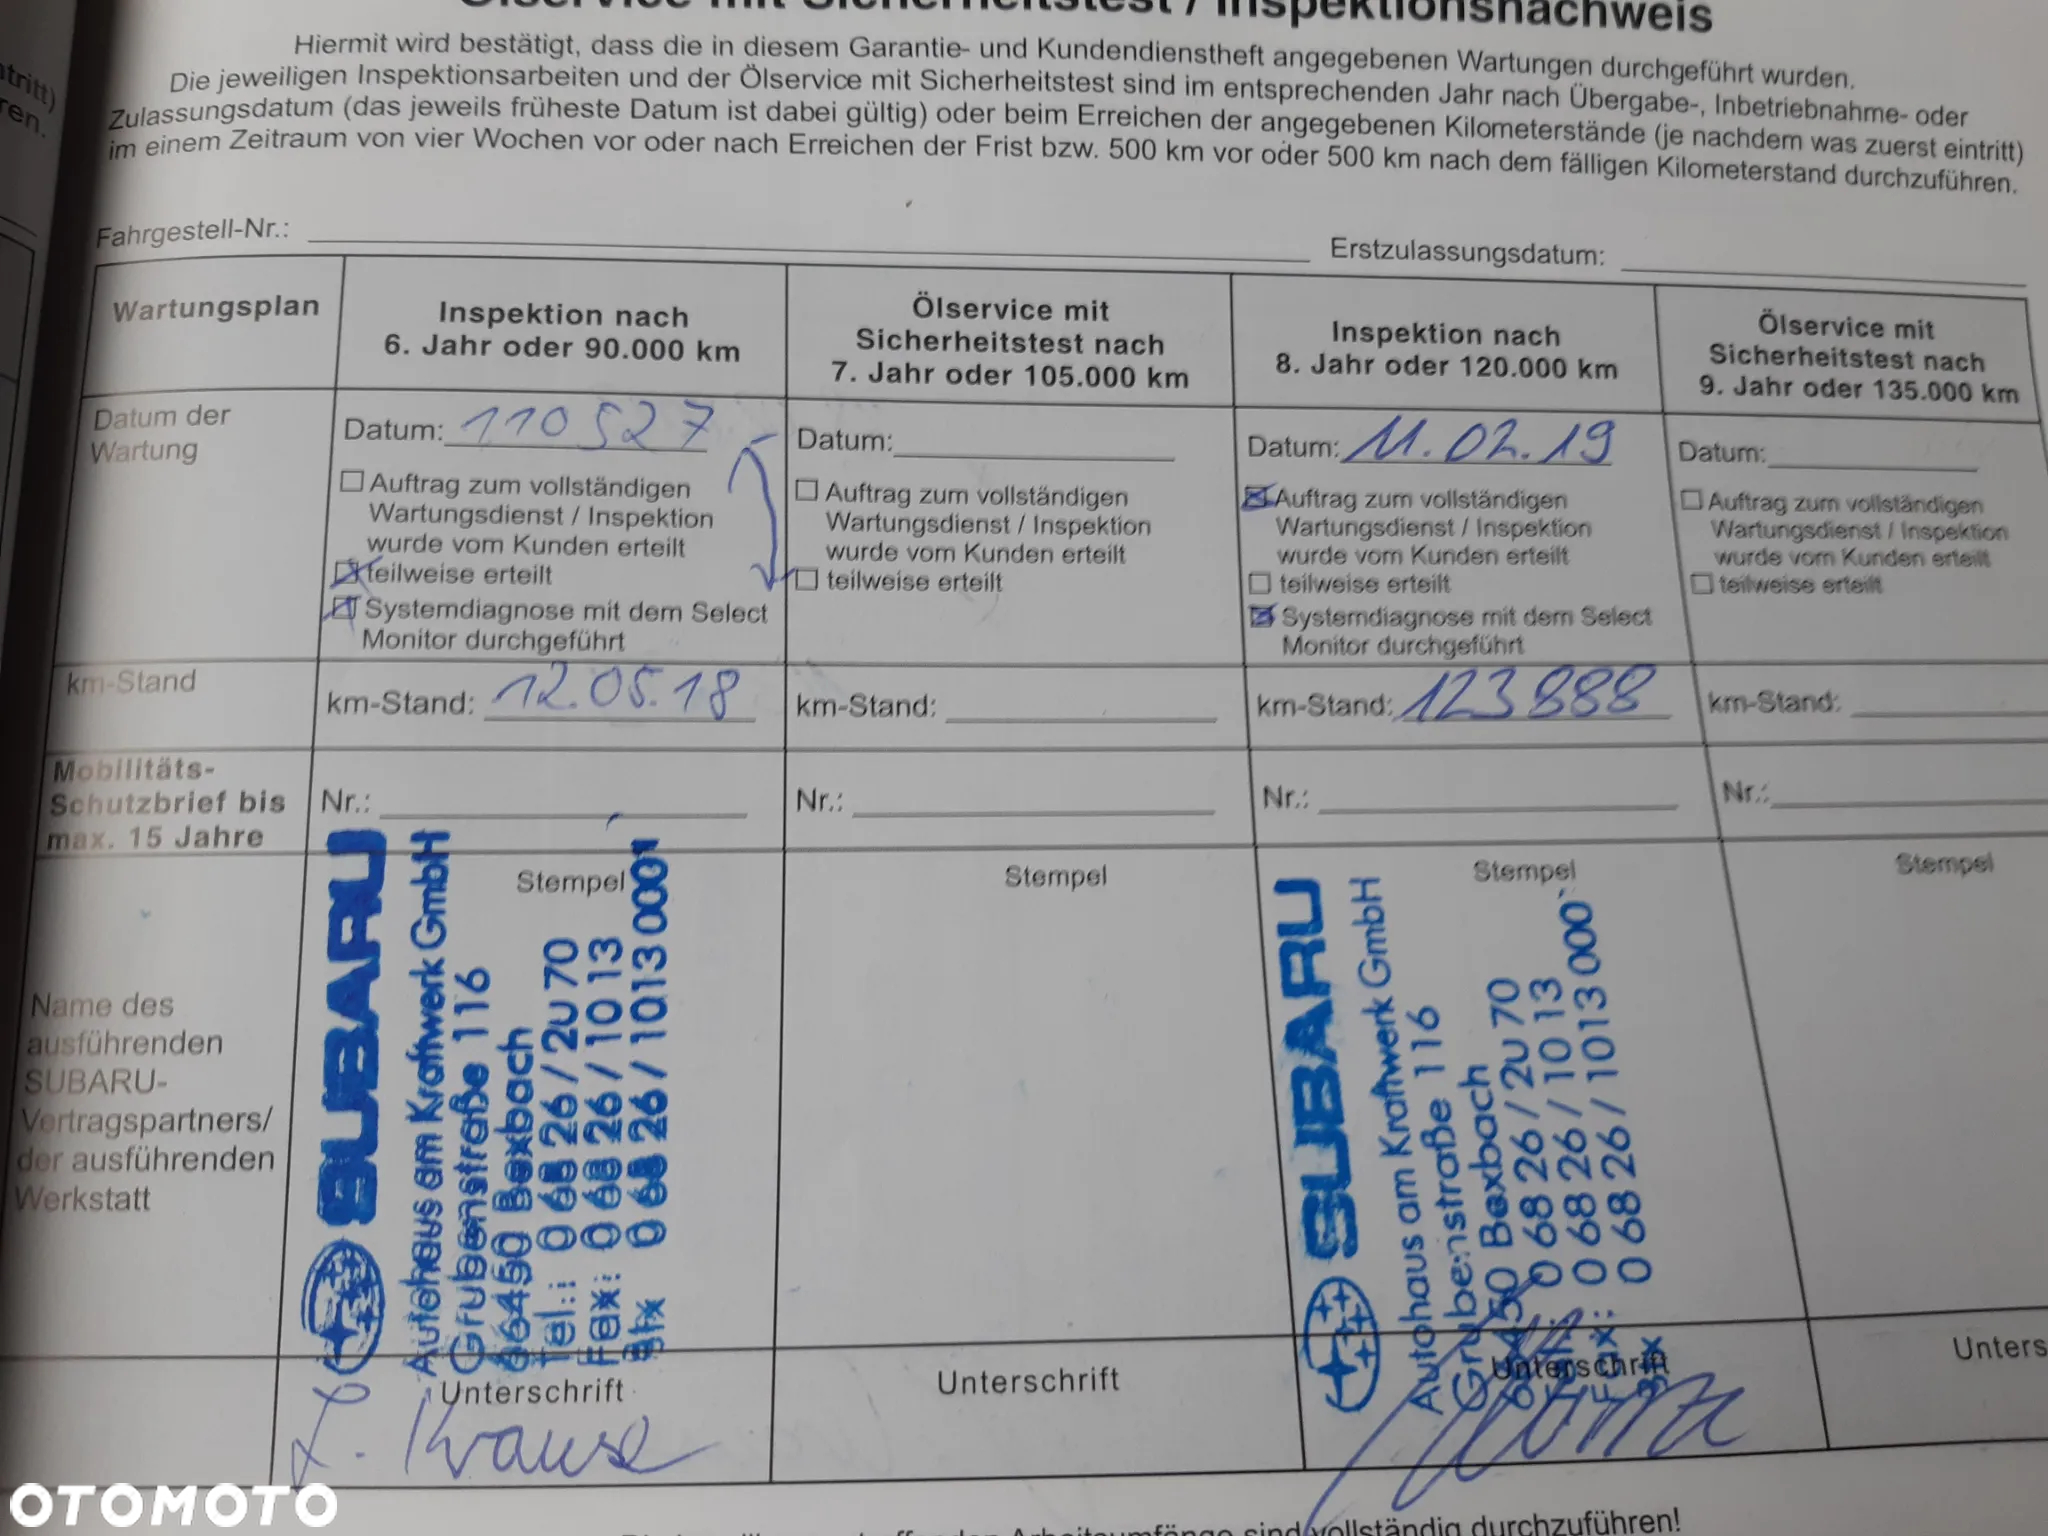 Ölservice mit Sicherheitstest / Inspektionsnachweis
Hiermit wird bestätigt, dass die in diesem Garantie- und Kundendienstheft angegebenen Wartungen durchgeführt wurden.
Die jeweiligen Inspektionsarbeiten und der Ölservice mit Sicherheitstest sind im entsprechenden Jahr nach Übergabe-, Inbetriebnahme- oder
Zulassungsdatum (das jeweils früheste Datum ist dabei gültig) oder beim Erreichen der angegebenen Kilometerstände (je nachdem was zuerst eintritt)
im einem Zeitraum von vier Wochen vor oder nach Erreichen der Frist bzw. 500 km vor oder 500 km nach dem fälligen Kilometerstand durchzuführen.
Fahrgestell-Nr.:
Erstzulassungsdatum:
Wartungsplan
Inspektion nach
6. Jahr oder 90.000 km
Ölservice mit
Sicherheitstest nach
7. Jahr oder 105.000 km
Inspektion nach
8. Jahr oder 120.000 km
Ölservice mit
Sicherheitstest nach
9. Jahr oder 135.000 km
Datum der
Wartung
Datum: 110527
Auftrag zum vollständigen
Wartungsdienst / Inspektion
wurde vom Kunden erteilt
teilweise erteilt
Systemdiagnose mit dem Select
Monitor durchgeführt
Datum:
Auftrag zum vollständigen
Wartungsdienst / Inspektion
wurde vom Kunden erteilt
teilweise erteilt
Datum: 11.02.19
Auftrag zum vollständigen
Wartungsdienst / Inspektion
wurde vom Kunden erteilt
teilweise erteilt
Systemdiagnose mit dem Select
Monitor durchgeführt
Datum:
Auftrag zum vollständigen
Wartungsdienst / Inspektion
wurde vom Kunden erteilt
teilweise erteilt
km-Stand
km-Stand: 12.05.18
km-Stand:
km-Stand: 123888
km-Stand:
Mobilitäts-
Schutzbrief bis
max. 15 Jahre
Nr.:
Nr.:
Nr.:
Nr.:
Name des
ausführenden
SUBARU-
Vertragspartners/
der ausführenden
Werkstatt
Stempel
SUBARU
Autohaus am Kraftwerk GmbH
Grubenstraße 116
66450 Bexbach
Tel.: 0 68 26 / 20 70
Fax: 0 68 26 / 10 13
0 68 26 / 1013 0001
Stempel
Stempel
SUBARU
Autohaus am Kraftwerk GmbH
Grubenstraße 116
66450 Bexbach
Tel.: 0 68 26 / 20 70
Fax: 0 68 26 / 10 13
0 68 26 / 1013 000
Stempel
Unterschrift
L. Krause
Unterschrift
Unterschrift
Unters
sind vollständig durchzuführen!
OTOMOTO